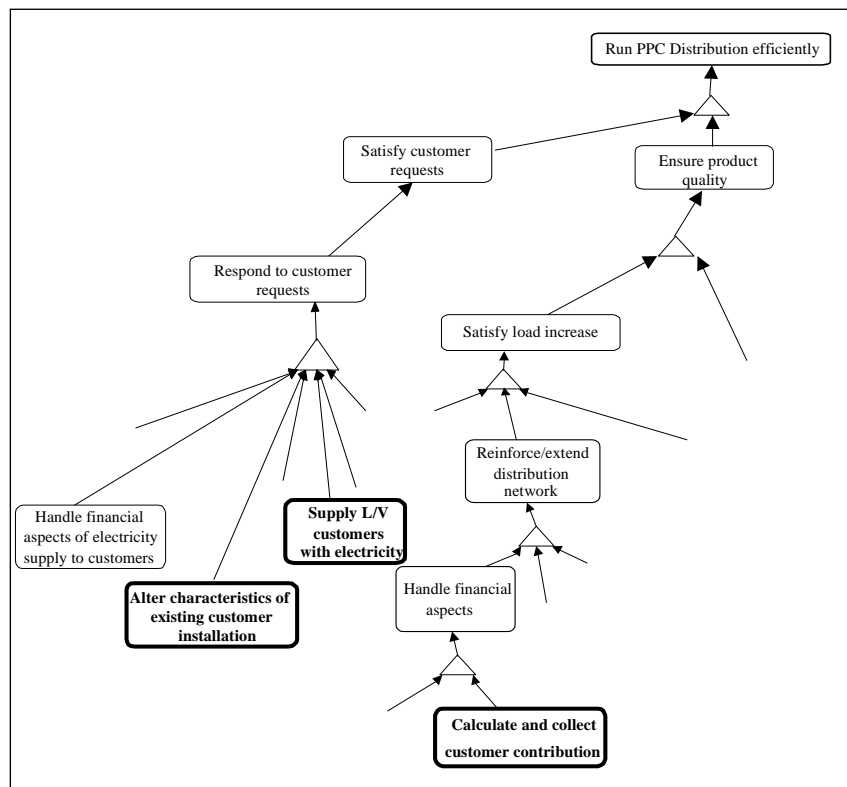 Run PPC Distribution efficiently
Satisfy customer
requests
Ensure product
quality
Respond to customer
requests
Satisfy load increase
Reinforce/extend
distribution
network
Handle financial
aspects of electricity
supply to customers
Supply L/V
customers
with electricity
Alter characteristics of
existing customer
installation
Handle financial
aspects
Calculate and collect
customer contribution